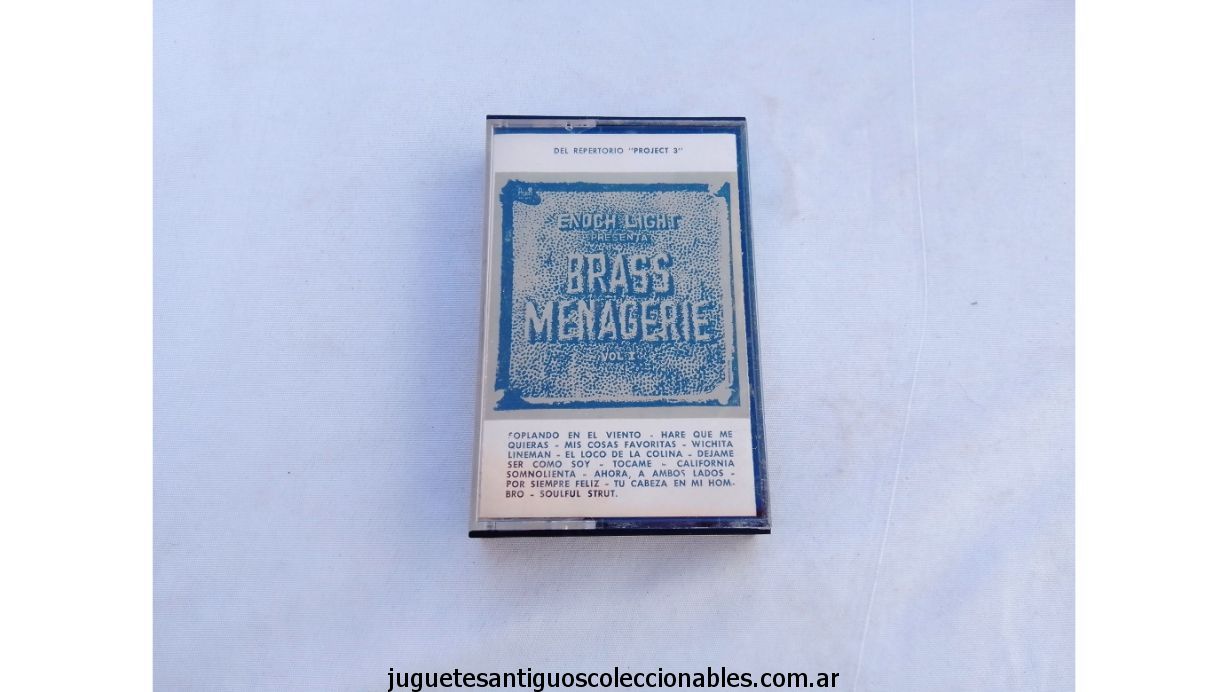 DEL REPERTORIO "PROJECT 3"
ENOCH LIGHT
PRESENTA
BRASS
MENAGERIE
VOL I
SOPLANDO EN EL VIENTO - HARE QUE ME
QUIERAS - MIS COSAS FAVORITAS - WICHITA
LINEMAN - EL LOCO DE LA COLINA - DEJAME
SER COMO SOY - TOCAME - CALIFORNIA
SOMNOLIENTA - AHORA, A AMBOS LADOS -
POR SIEMPRE FELIZ - TU CABEZA EN MI HOM-
BRO - SOULFUL STRUT.
juguetesantiguoscoleccionables.com.ar